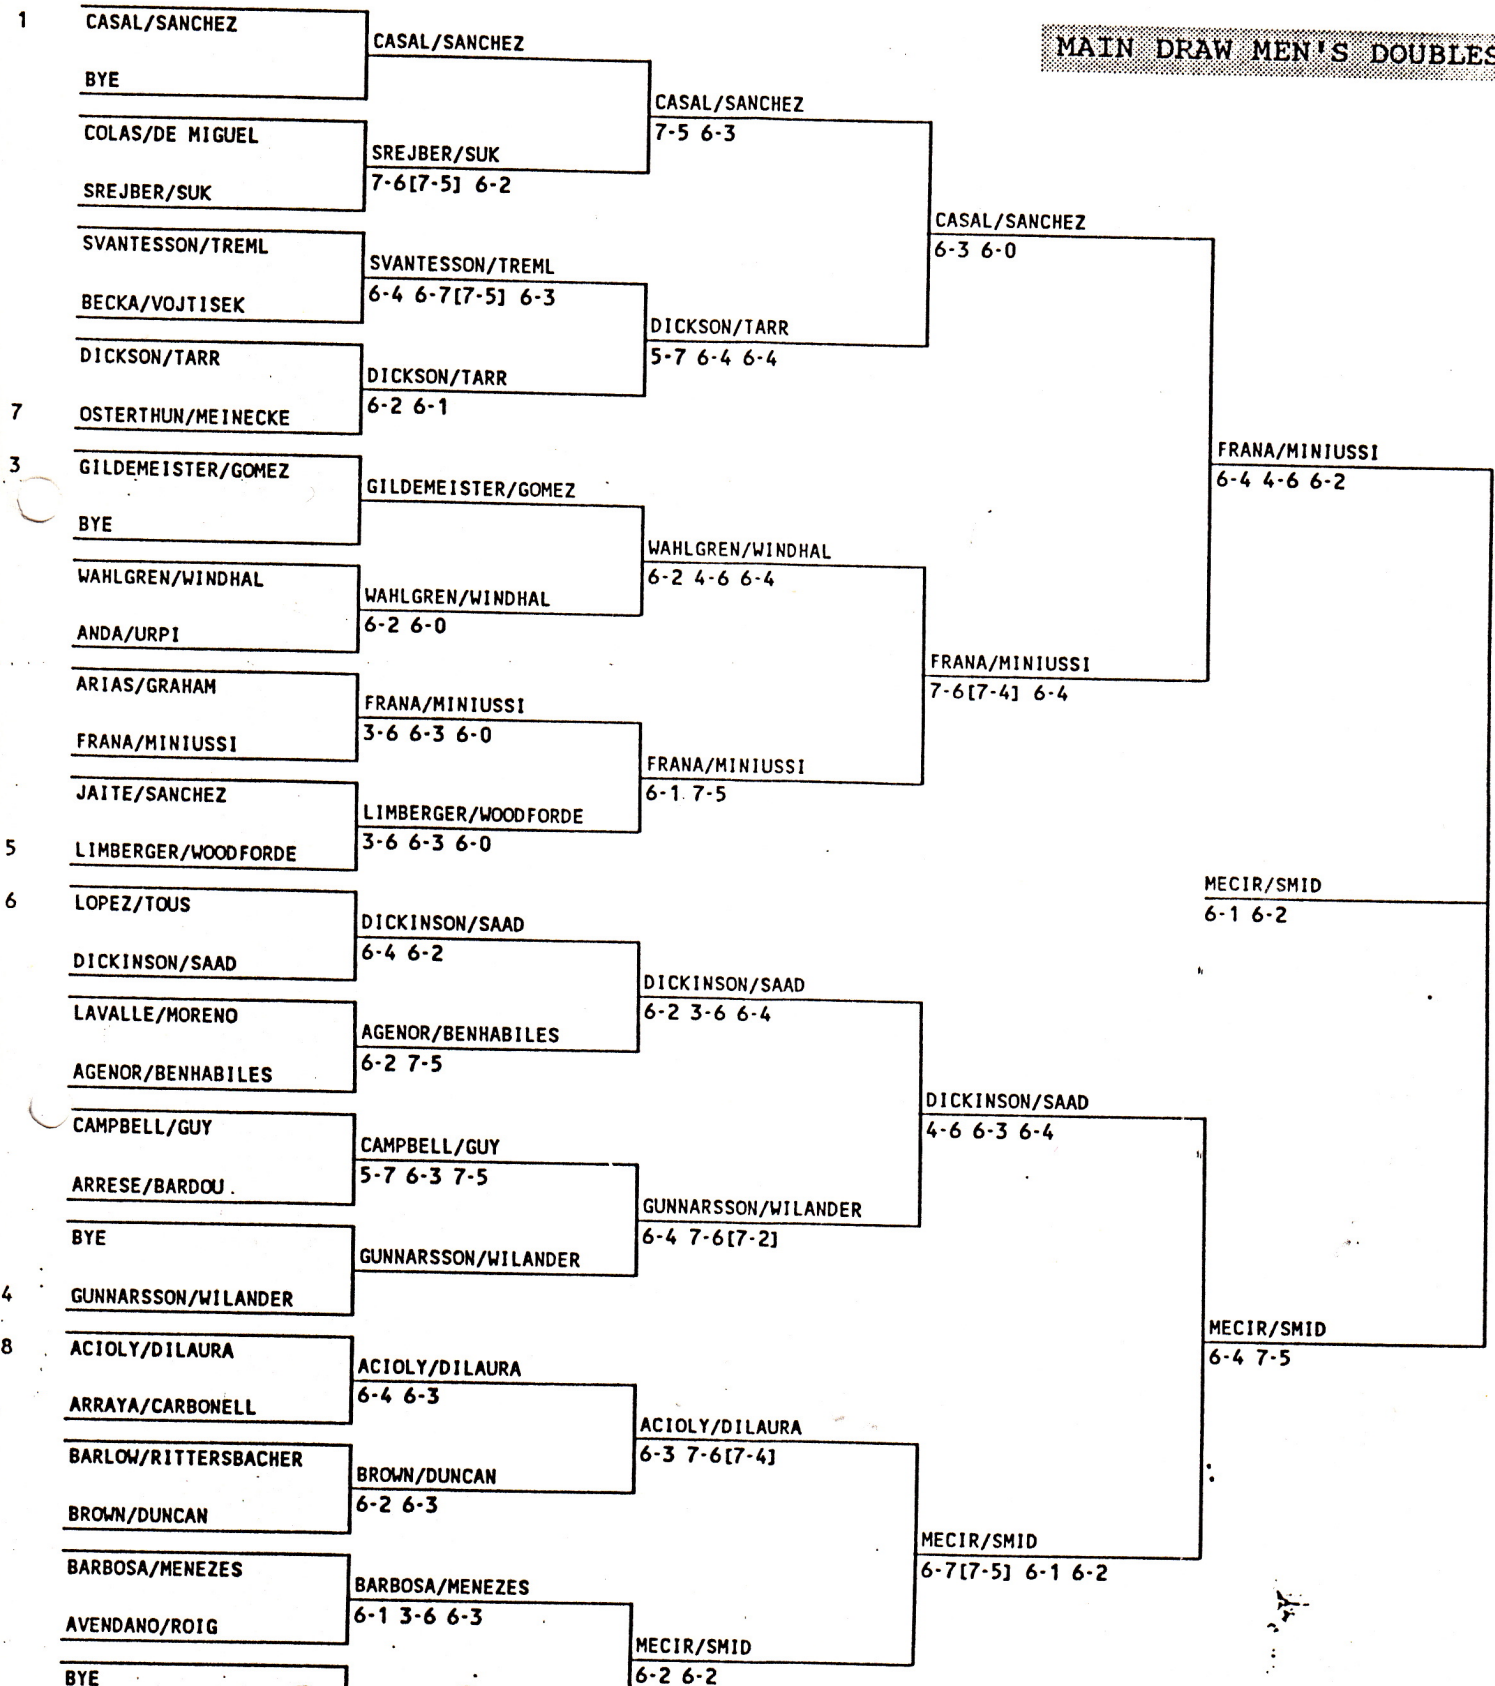 MAIN DRAW MEN'S DOUBLES
1
CASAL/SANCHEZ
BYE
COLAS/DE MIGUEL
SREJBER/SUK
SVANTESSON/TREML
BECKA/VOJTISEK
DICKSON/TARR
7
OSTERTHUN/MEINECKE
3
GILDEMEISTER/GOMEZ
BYE
WAHLGREN/WINDHAL
ANDA/URPI
ARIAS/GRAHAM
FRANA/MINIUSSI
JAITE/SANCHEZ
5
LIMBERGER/WOODFORDE
6
LOPEZ/TOUS
DICKINSON/SAAD
LAVALLE/MORENO
AGENOR/BENHABILES
CAMPBELL/GUY
ARRESE/BARDOU
BYE
4
GUNNARSSON/WILANDER
8
ACIOLY/DILAURA
ARRAYA/CARBONELL
BARLOW/RITTERSBACHER
BROWN/DUNCAN
BARBOSA/MENEZES
AVENDANO/ROIG
BYE
CASAL/SANCHEZ
SREJBER/SUK
7-6[7-5] 6-2
SVANTESSON/TREML
6-4 6-7[7-5] 6-3
DICKSON/TARR
6-2 6-1
GILDEMEISTER/GOMEZ
WAHLGREN/WINDHAL
6-2 6-0
FRANA/MINIUSSI
3-6 6-3 6-0
LIMBERGER/WOODFORDE
3-6 6-3 6-0
DICKINSON/SAAD
6-4 6-2
AGENOR/BENHABILES
6-2 7-5
CAMPBELL/GUY
5-7 6-3 7-5
GUNNARSSON/WILANDER
ACIOLY/DILAURA
6-4 6-3
BROWN/DUNCAN
6-2 6-3
BARBOSA/MENEZES
6-1 3-6 6-3
CASAL/SANCHEZ
7-5 6-3
DICKSON/TARR
5-7 6-4 6-4
WAHLGREN/WINDHAL
6-2 4-6 6-4
FRANA/MINIUSSI
6-1 7-5
DICKINSON/SAAD
6-2 3-6 6-4
GUNNARSSON/WILANDER
6-4 7-6[7-2]
ACIOLY/DILAURA
6-3 7-6[7-4]
MECIR/SMID
6-2 6-2
CASAL/SANCHEZ
6-3 6-0
FRANA/MINIUSSI
7-6[7-4] 6-4
DICKINSON/SAAD
4-6 6-3 6-4
MECIR/SMID
6-7[7-5] 6-1 6-2
FRANA/MINIUSSI
6-4 4-6 6-2
MECIR/SMID
6-4 7-5
MECIR/SMID
6-1 6-2